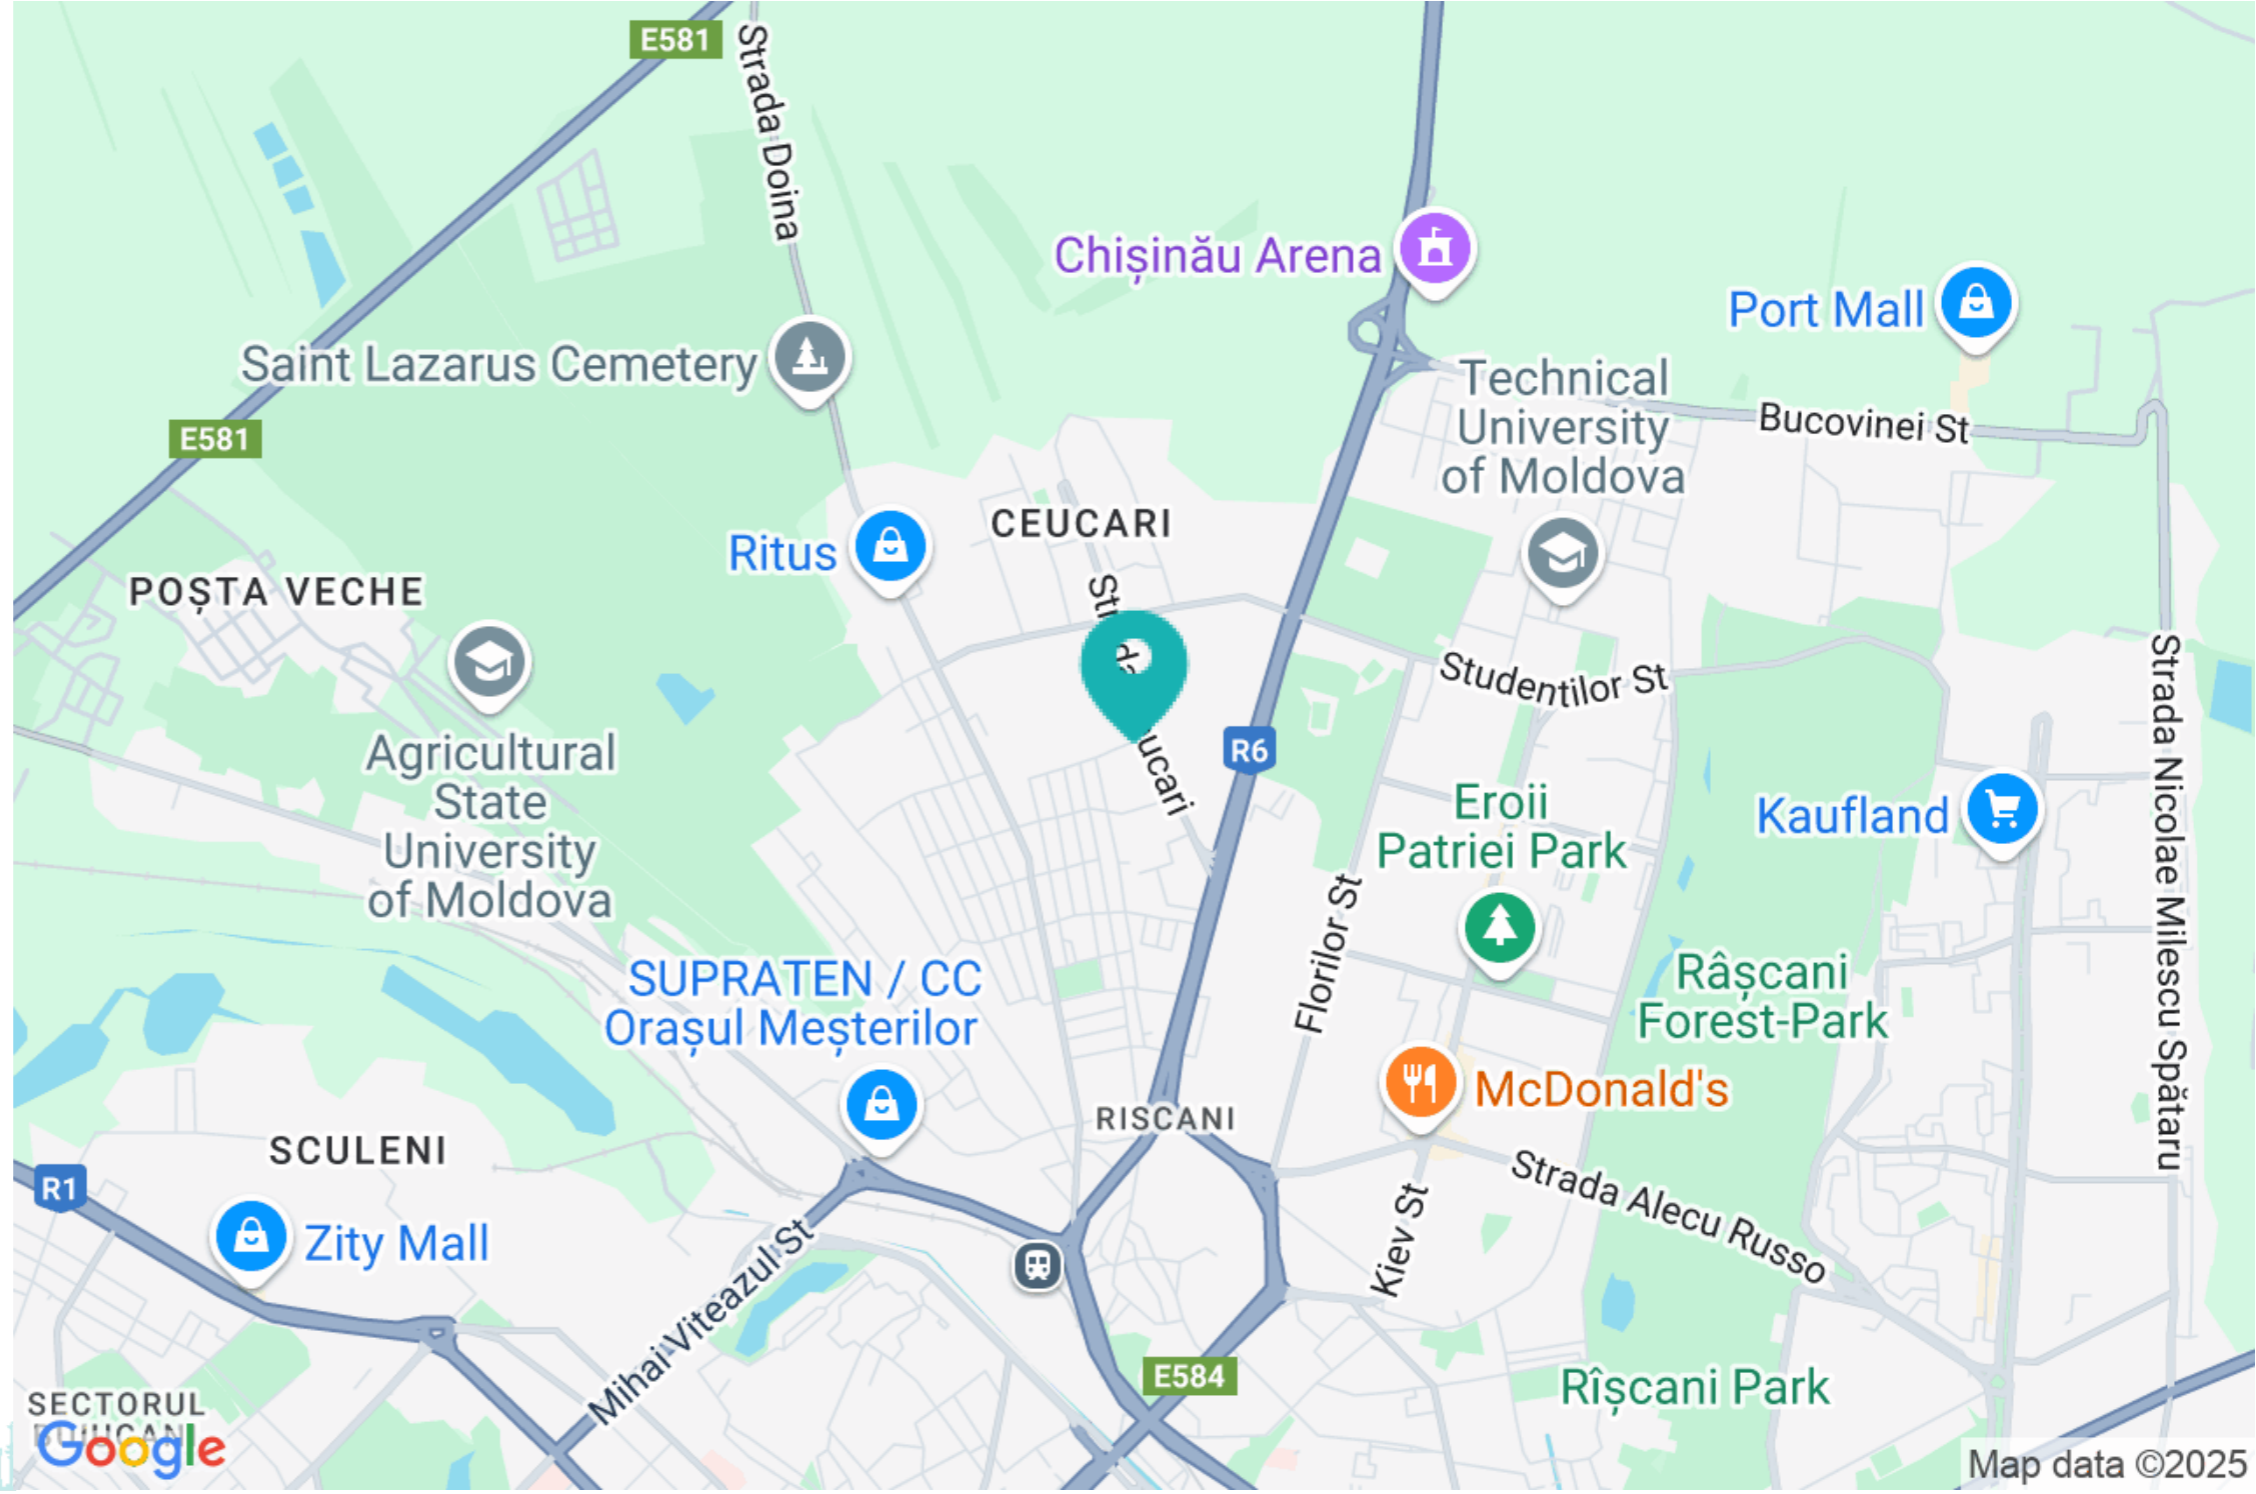 E581
Strada Doina
Chișinău Arena
Port Mall
Saint Lazarus Cemetery
Technical
University
of Moldova
Bucovinei St
E581
CEUCARI
Ritus
POȘTA VECHE
Studentilor St
Strada Nicolae Milescu Spătaru
Agricultural
State
University
of Moldova
R6
Eroii
Patriei Park
Kaufland
Florilor St
SUPRATEN / CC
Orașul Meșterilor
Râșcani
Forest-Park
McDonald's
RISCANI
SCULENI
R1
Strada Alecu Russo
Kiev St
Zity Mall
Mihai Viteazul St
E584
Rîșcani Park
SECTORUL
Google
Map data ©2025